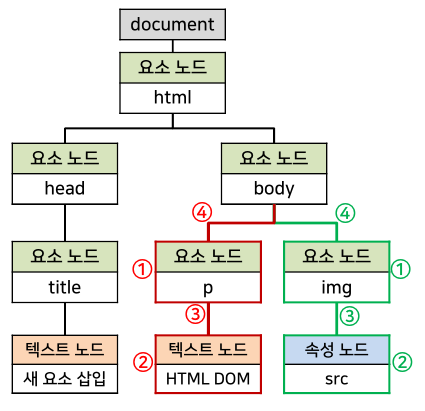 document
요소 노드
html
요소 노드
head
요소 노드
body
④
④
요소 노드
title
①
요소 노드
p
요소 노드
img
①
③
③
텍스트 노드
새 요소 삽입
②
텍스트 노드
HTML DOM
속성 노드
src
②